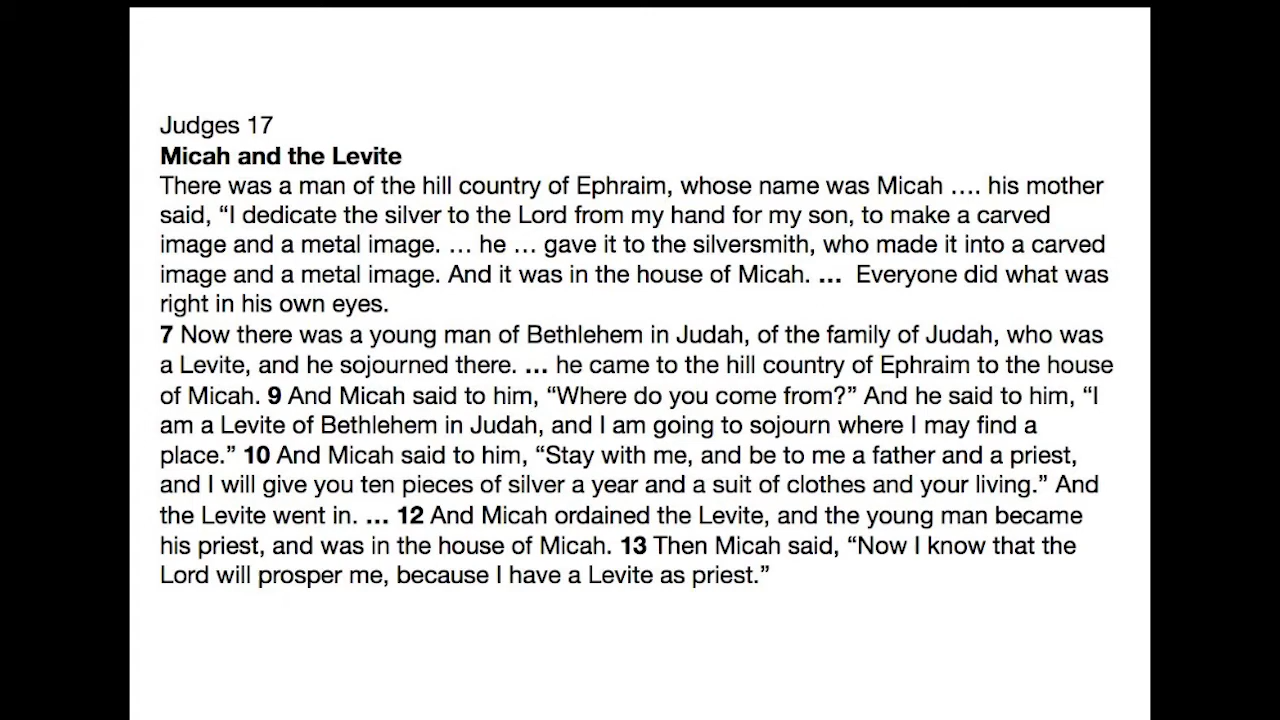 Judges 17
Micah and the Levite
There was a man of the hill country of Ephraim, whose name was Micah .... his mother
said, “I dedicate the silver to the Lord from my hand for my son, to make a carved
image and a metal image. ... he ... gave it to the silversmith, who made it into a carved
image and a metal image. And it was in the house of Micah. ...  Everyone did what was
right in his own eyes.
7 Now there was a young man of Bethlehem in Judah, of the family of Judah, who was
a Levite, and he sojourned there. ... he came to the hill country of Ephraim to the house
of Micah. 9 And Micah said to him, “Where do you come from?” And he said to him, “I
am a Levite of Bethlehem in Judah, and I am going to sojourn where I may find a
place.” 10 And Micah said to him, “Stay with me, and be to me a father and a priest,
and I will give you ten pieces of silver a year and a suit of clothes and your living.” And
the Levite went in. ... 12 And Micah ordained the Levite, and the young man became
his priest, and was in the house of Micah. 13 Then Micah said, “Now I know that the
Lord will prosper me, because I have a Levite as priest.”